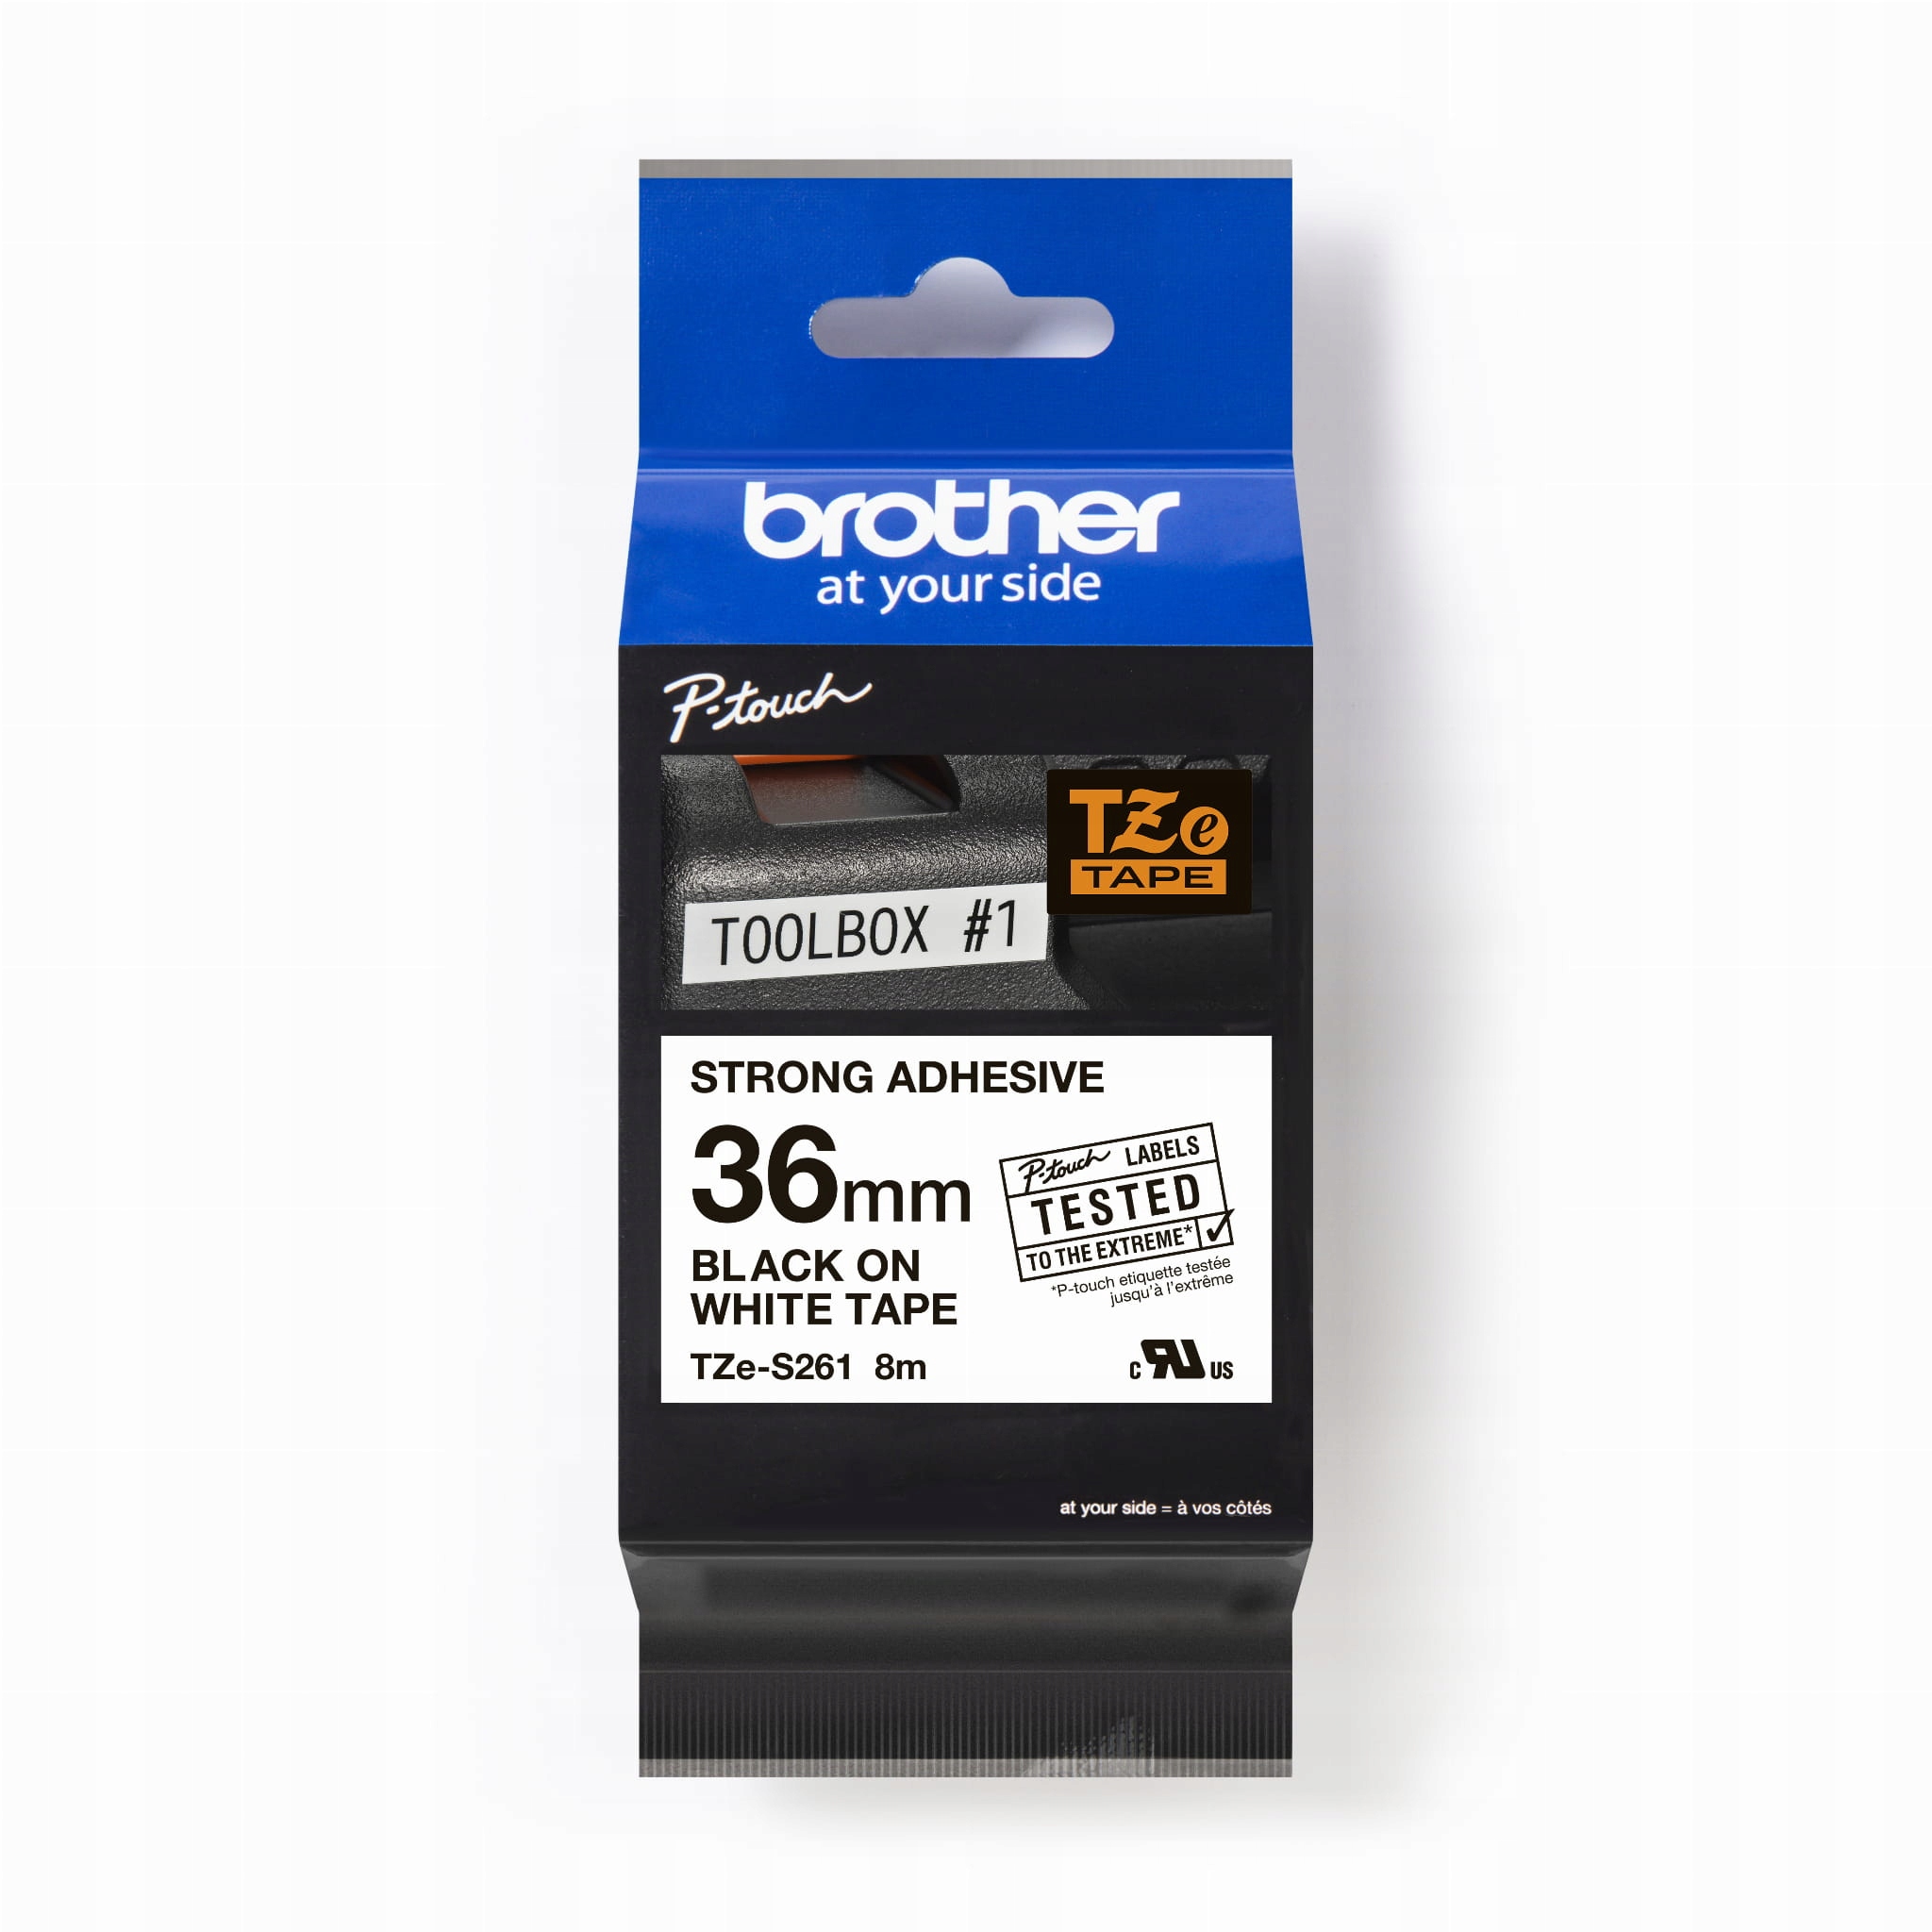 brother
at your side
P-touch
TZe
TAPE
TOOLBOX #1
STRONG ADHESIVE
36mm
BLACK ON
WHITE TAPE
TZe-S261 8m
P-touch LABELS
TESTED
TO THE EXTREME*
*P-touch etiquette testée
jusqu'à l'extrême
c RU US
at your side = à vos côtés